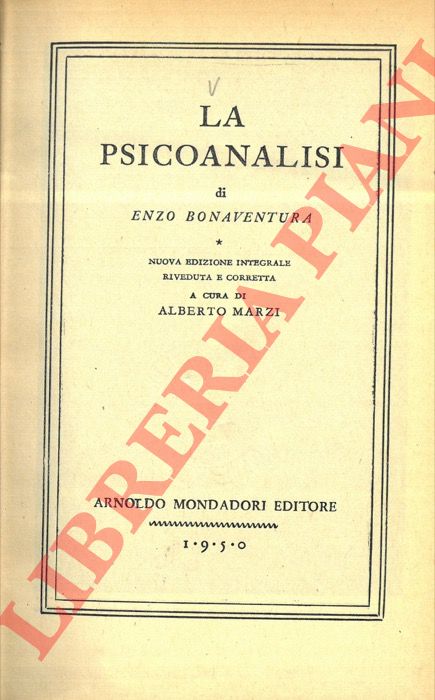 LA
PSICOANALISI
di
ENZO BONAVENTURA
*
NUOVA EDIZIONE INTEGRALE
RIVEDUTA E CORRETTA
A CURA DI
ALBERTO MARZI
ARNOLDO MONDADORI EDITORE
1•9•5•0
LIBRERIA PIANI